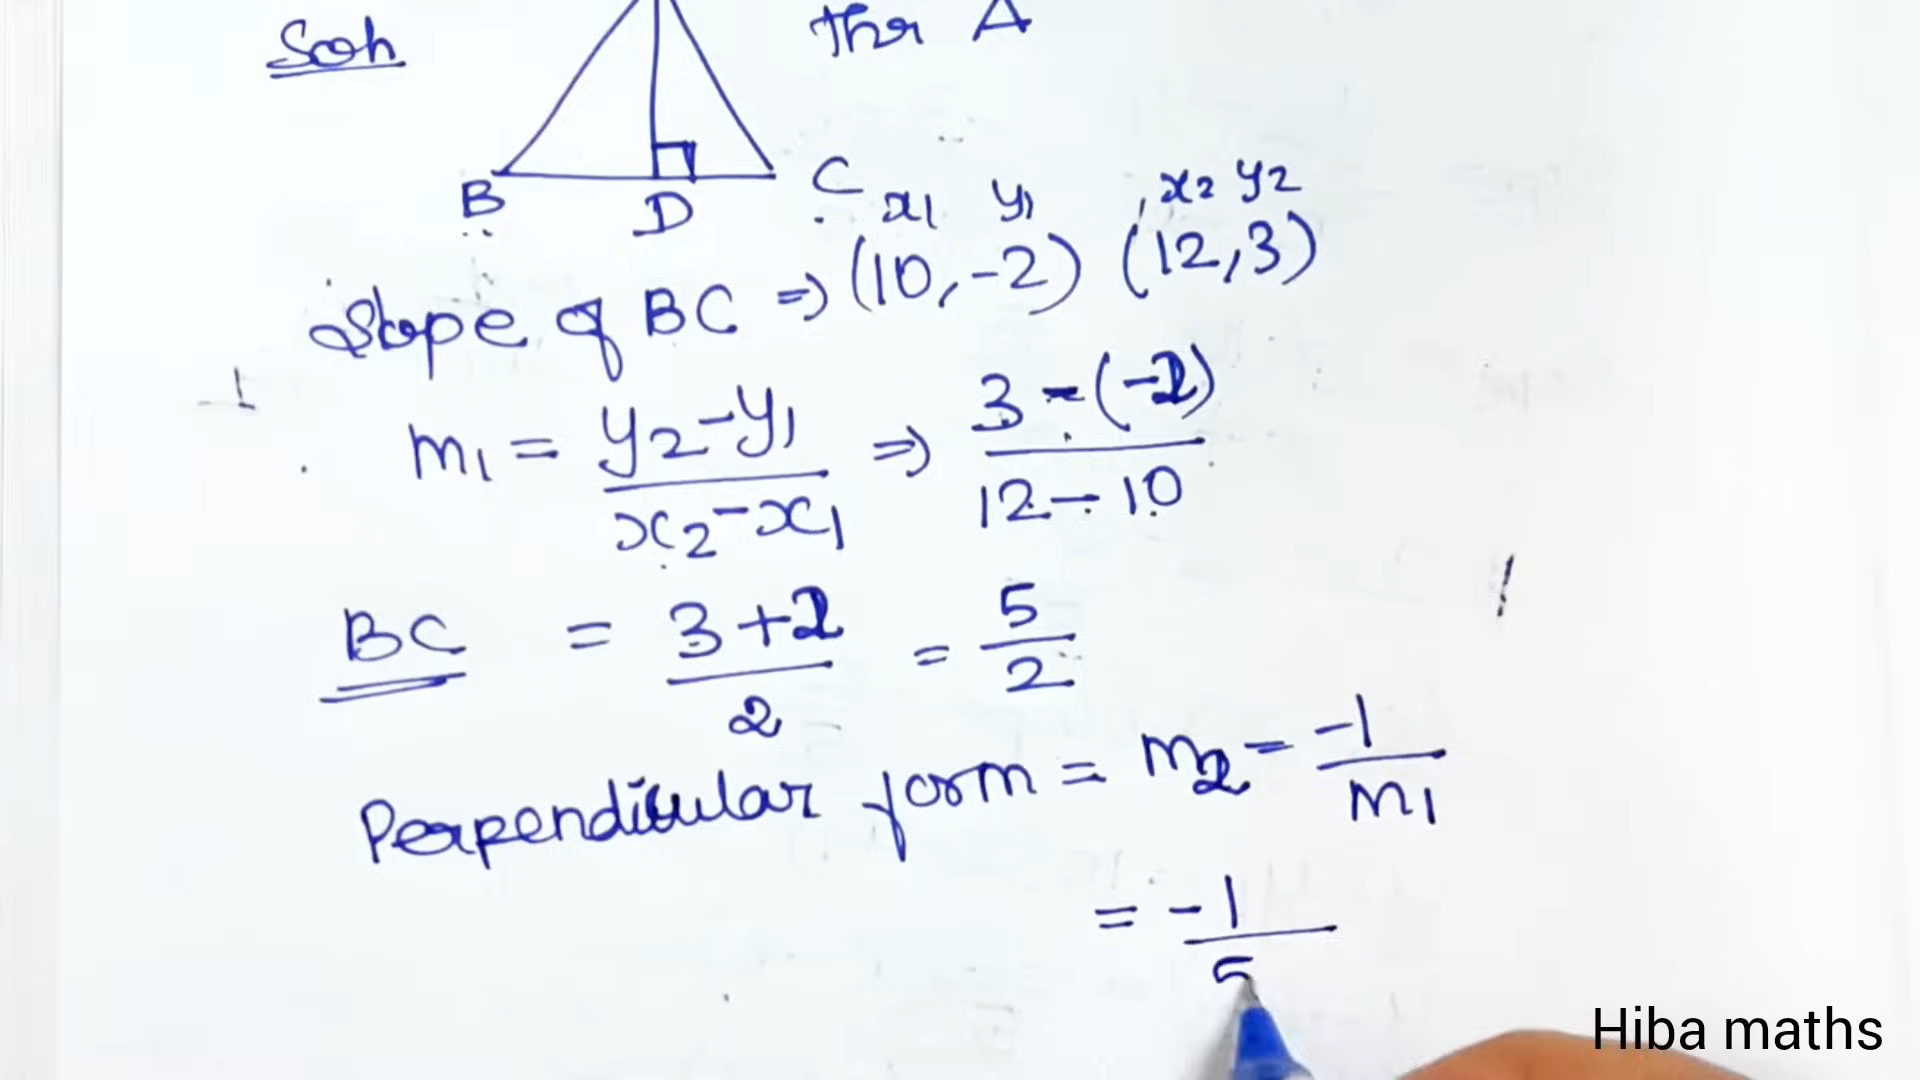 Soln
Thr A
B D C
x1 y1 x2 y2
Slope of BC ⇒ (10, -2) (12, 3)
m1 = y2 - y1 / x2 - x1 ⇒ 3 - (-2) / 12 - 10
BC = 3 + 2 / 2 = 5 / 2
Perpendicular form = m2 = -1 / m1
= -1 / 5
Hiba maths